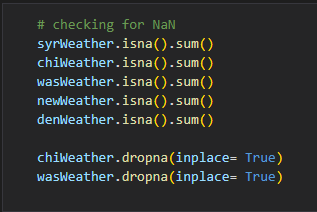 # checking for NaN
syrWeather.isna().sum()
chiWeather.isna().sum()
wasWeather.isna().sum()
newWeather.isna().sum()
denWeather.isna().sum()
chiWeather.dropna(inplace= True)
wasWeather.dropna(inplace= True)